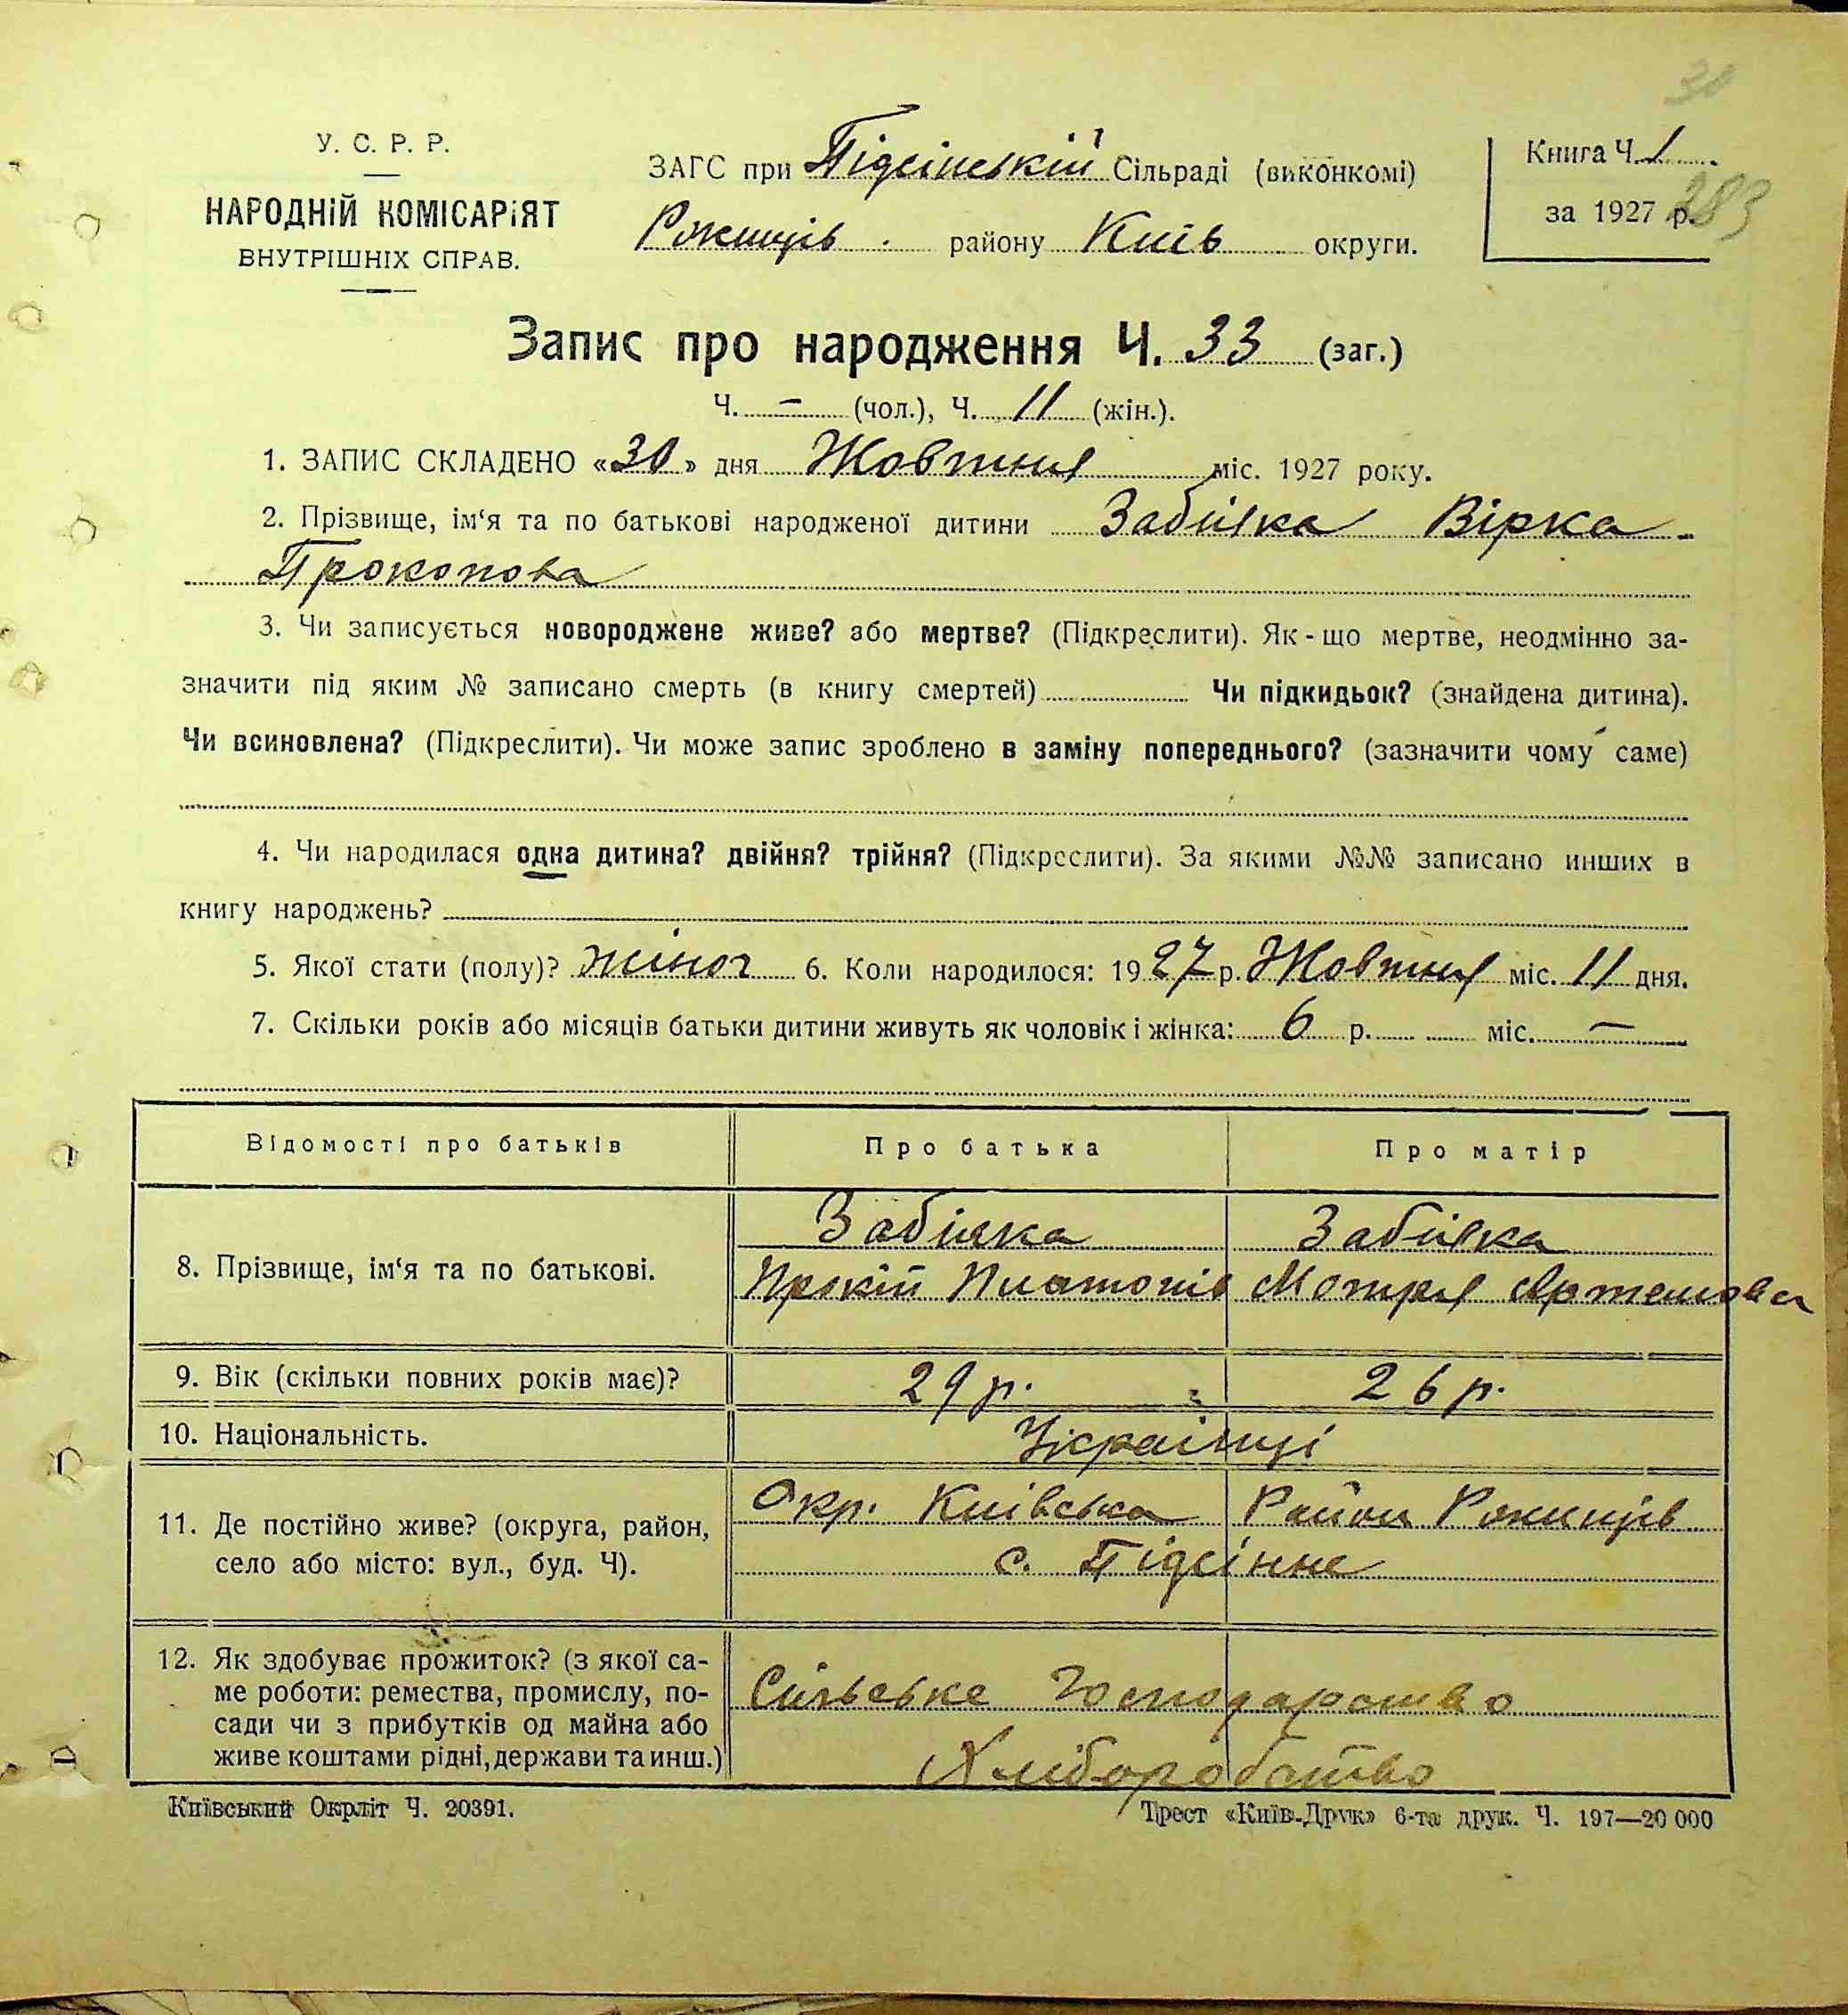 30
У. С. Р. Р.
НАРОДНІЙ КОМІСАРІЯТ
ВНУТРІШНІХ СПРАВ.
ЗАГС при Підсінській Сільраді (виконкомі)
Ржищів району Київ округи.
Книга Ч. 1
за 1927 р.
283
Запис про народження Ч. 33 (заг.)
Ч. – (чол.), Ч. 11 (жін.).
1. ЗАПИС СКЛАДЕНО «30» дня Жовтня міс. 1927 року.
2. Прізвище, ім‘я та по батькові народженої дитини Забіяка Вірка
Прокопова
3. Чи записується новороджене живе? або мертве? (Підкреслити). Як-що мертве, неодмінно за-
значити під яким № записано смерть (в книгу смертей) Чи підкидьок? (знайдена дитина).
Чи всиновлена? (Підкреслити). Чи може запис зроблено в заміну попереднього? (зазначити чому саме)
4. Чи народилася одна дитина? двійня? трійня? (Підкреслити). За якими №№ записано инших в
книгу народжень?
5. Якої стати (полу)? жіноч 6. Коли народилося: 1927 р. Жовтня міс. 11 дня.
7. Скільки років або місяців батьки дитини живуть як чоловік і жінка: 6 р. міс. –
Відомості про батьків Про батька Про матір
8. Прізвище, ім‘я та по батькові.
Забіяка Забіяка
Прокіп Платонів Мотря Артемова
9. Вік (скільки повних років має)? 29 р. 26 р.
10. Національність. Українці
11. Де постійно живе? (округа, район,
село або місто: вул., буд. Ч).
Окр. Київська Район Ржищів
с. Підсінне
12. Як здобуває прожиток? (з якої са-
ме роботи: ремества, промислу, по-
сади чи з прибутків од майна або
живе коштами рідні, держави та инш.)
Сільське Господарство
Хліборобство
Київський Окрліт Ч. 20391.
Трест «Київ-Друк» 6-та друк. Ч. 197—20 000